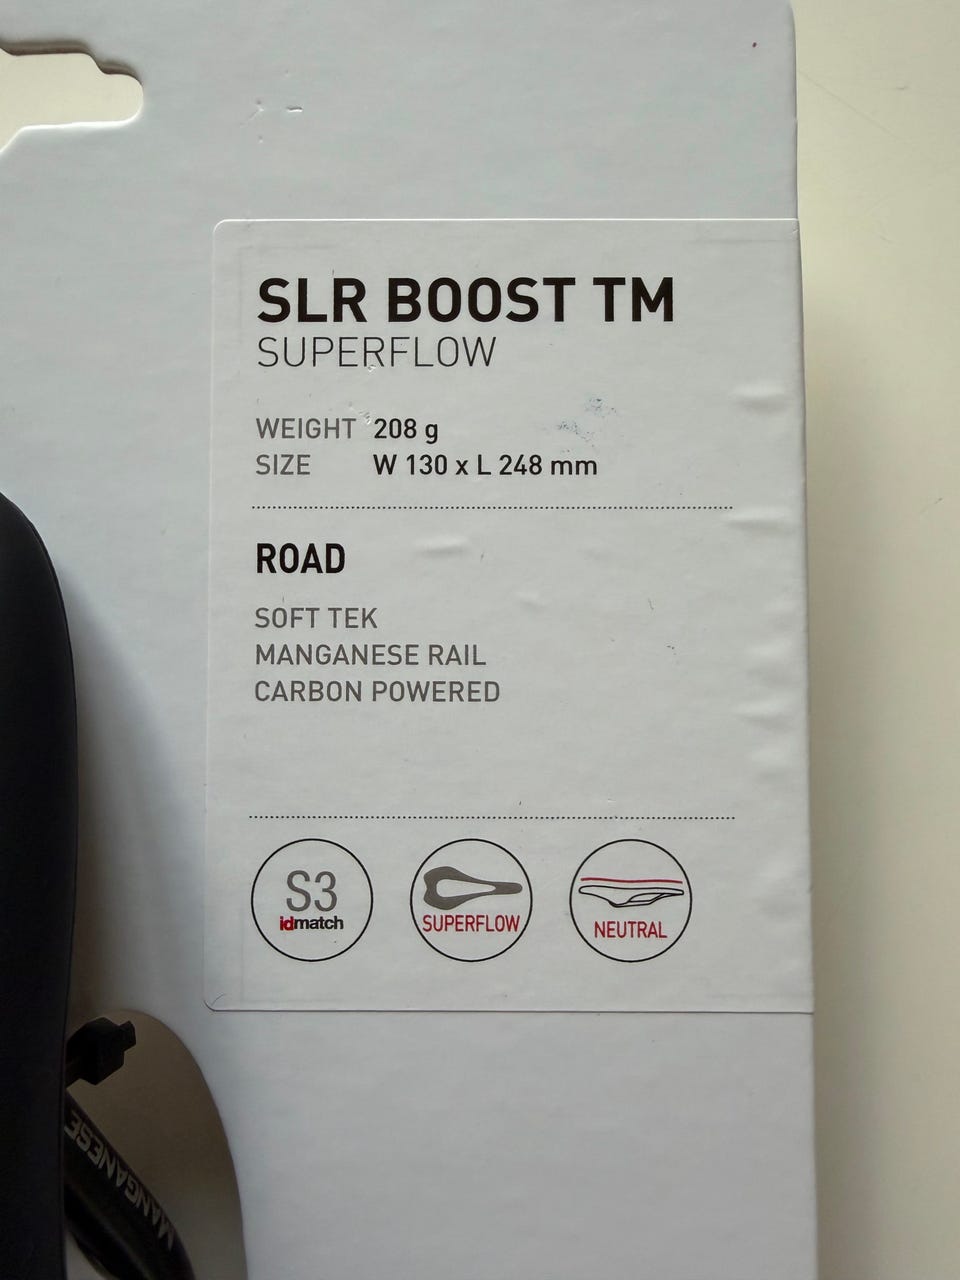 SLR BOOST TM
SUPERFLOW
WEIGHT 208 g
SIZE W 130 x L 248 mm
ROAD
SOFT TEK
MANGANESE RAIL
CARBON POWERED
S3
idmatch
SUPERFLOW
NEUTRAL
MANGANESE